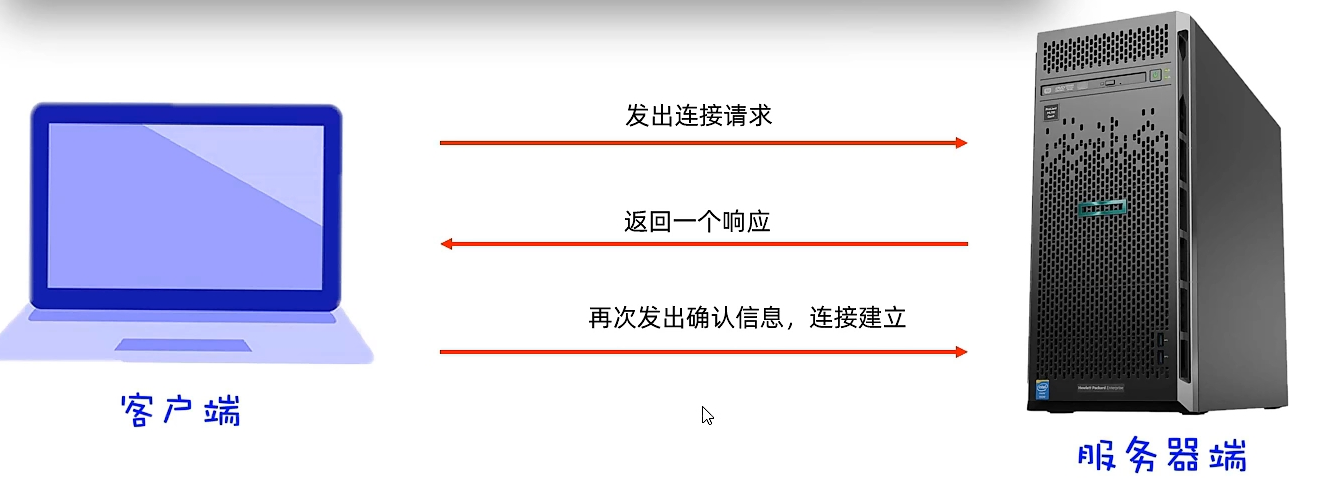 发出连接请求
返回一个响应
再次发出确认信息，连接建立
客户端
服务器端